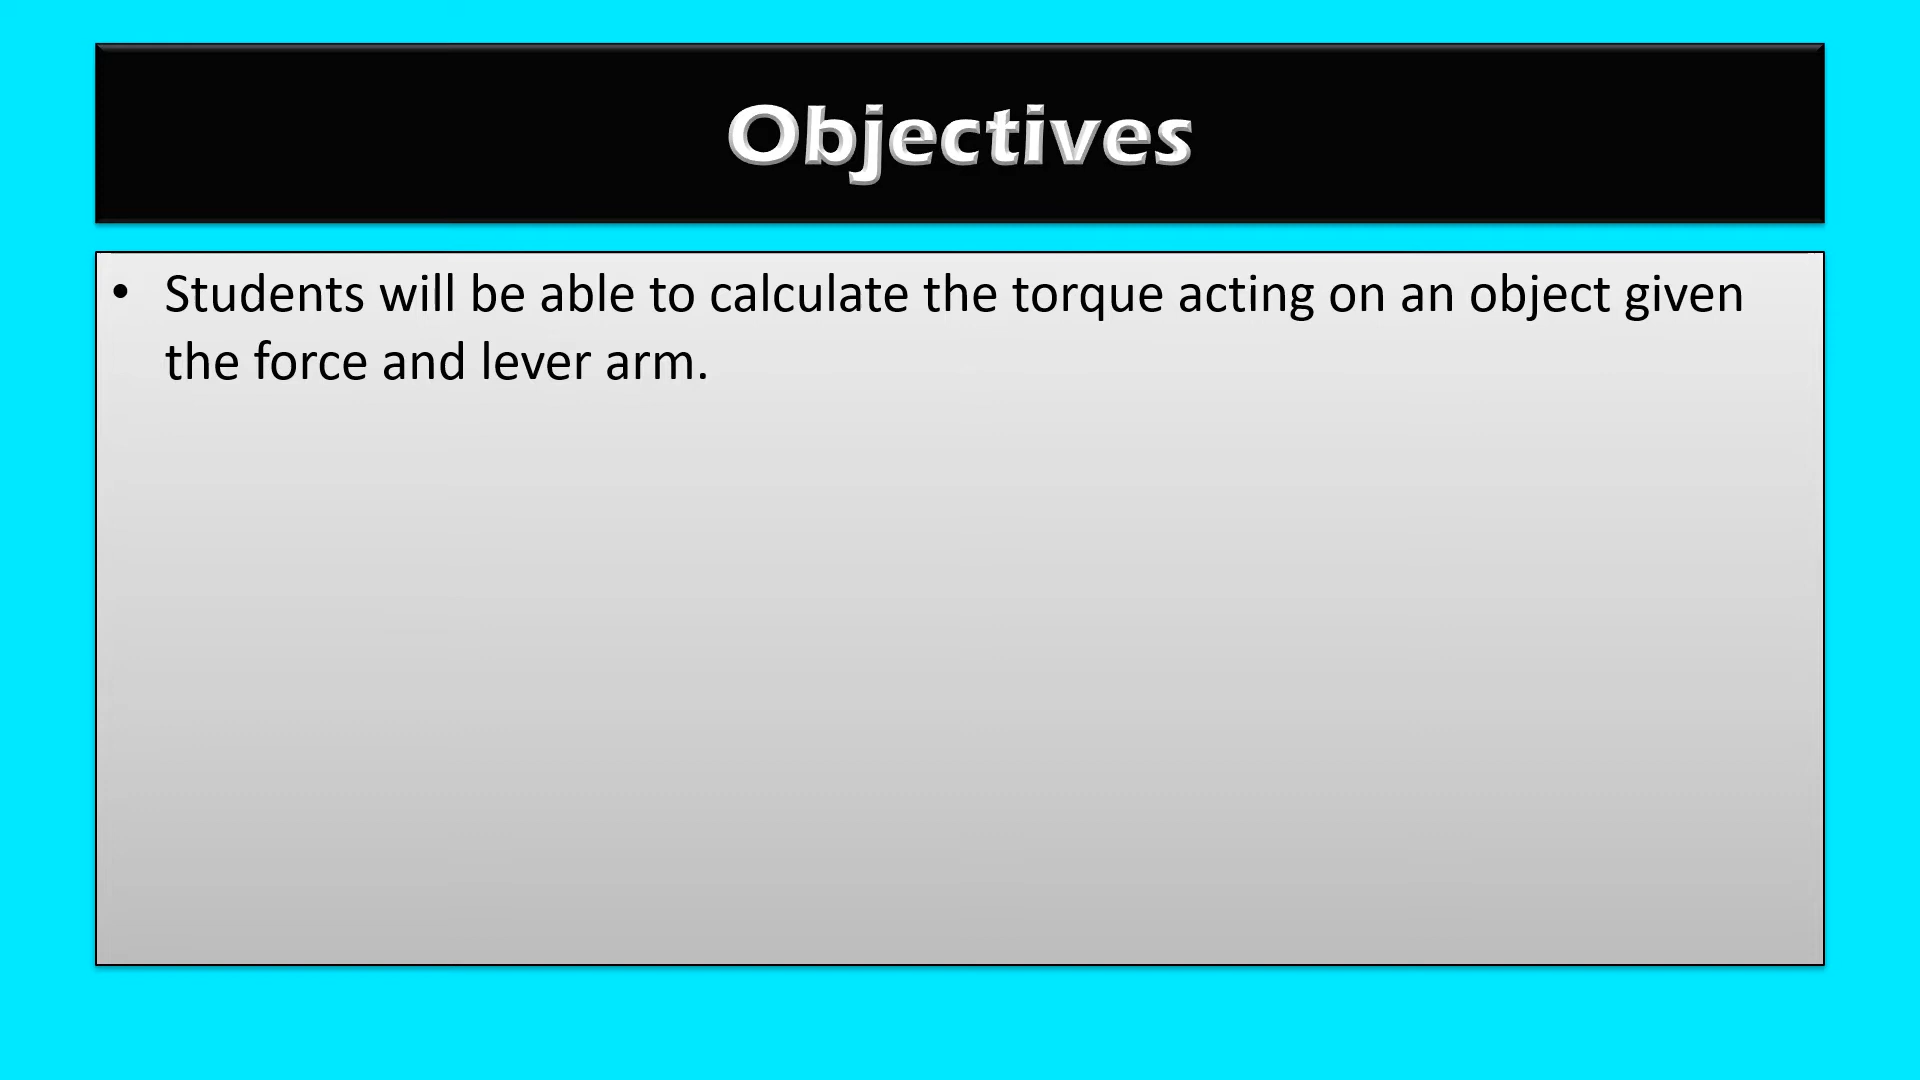 Objectives
• Students will be able to calculate the torque acting on an object given
the force and lever arm.